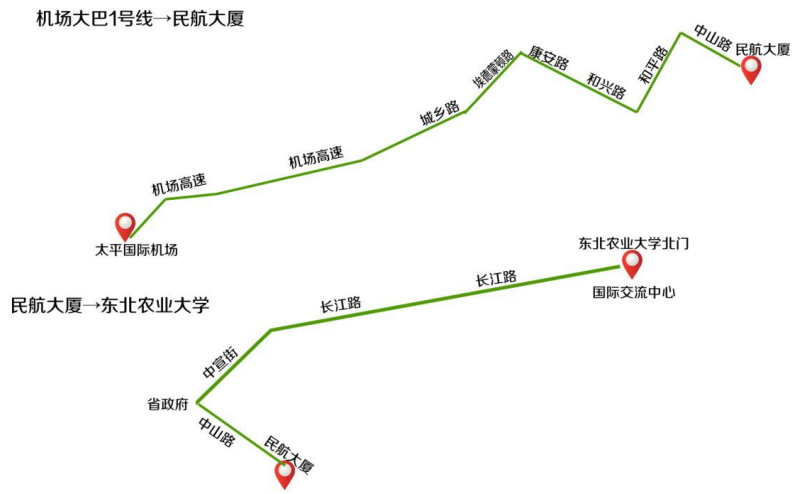 机场大巴1号线→民航大厦
中山路
民航大厦
和平路
康安路
和兴路
埃德蒙顿路
城乡路
机场高速
机场高速
太平国际机场
东北农业大学北门
国际交流中心
长江路
长江路
民航大厦→东北农业大学
中宣街
省政府
中山路
民航大厦